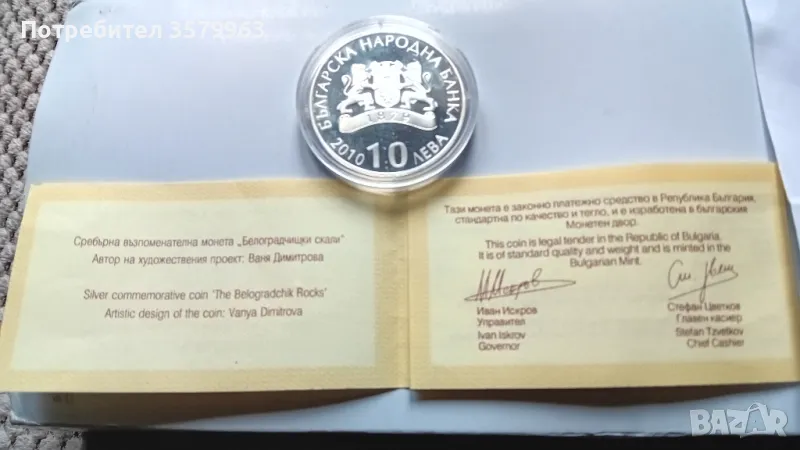 Потребител 3579963
БЪЛГАРСКА НАРОДНА БАНКА
1879
2010 10 ЛЕВА
Сребърна възпоменателна монета „Белоградчишки скали"
Автор на художествения проект: Ваня Димитрова
Silver commemorative coin 'The Belogradchik Rocks'
Artistic design of the coin: Vanya Dimitrova
Тази монета е законно платежно средство в Република България,
стандартна по качество и тегло, и е изработена в българския
Монетен двор.
This coin is legal tender in the Republic of Bulgaria.
It is of standard quality and weight and is minted in the
Bulgarian Mint.
Иван Искров
Управител
Ivan Iskrov
Governor
Стефан Цветков
Главен касиер
Stefan Tzvetkov
Chief Cashier
BAZAR